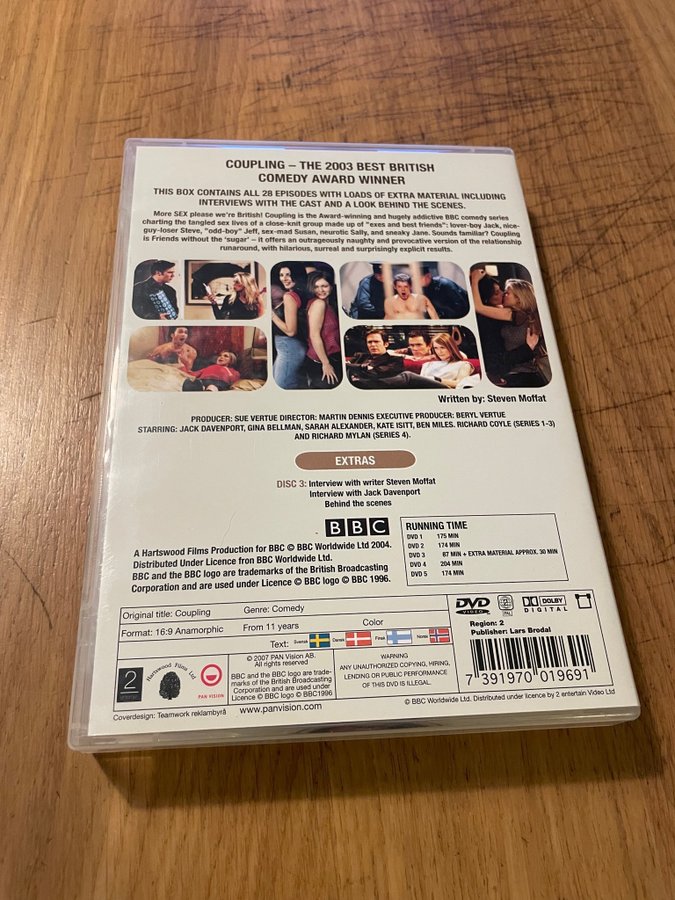 COUPLING – THE 2003 BEST BRITISH
COMEDY AWARD WINNER
THIS BOX CONTAINS ALL 28 EPISODES WITH LOADS OF EXTRA MATERIAL INCLUDING
INTERVIEWS WITH THE CAST AND A LOOK BEHIND THE SCENES.
More SEX please we're British! Coupling is the Award-winning and hugely addictive BBC comedy series
charting the tangled sex lives of a close-knit group made up of "exes and best friends"; lover-boy Jack, nice-
guy-loser Steve, "odd-boy" Jeff, sex-mad Susan, neurotic Sally, and sneaky Jane. Sounds familiar? Coupling
is Friends without the 'sugar' – it offers an outrageously naughty and provocative version of the relationship
runaround, with hilarious, surreal and surprisingly explicit results.
Written by: Steven Moffat
PRODUCER: SUE VERTUE DIRECTOR: MARTIN DENNIS EXECUTIVE PRODUCER: BERYL VERTUE
STARRING: JACK DAVENPORT, GINA BELLMAN, SARAH ALEXANDER, KATE ISITT, BEN MILES. RICHARD COYLE (SERIES 1-3)
AND RICHARD MYLAN (SERIES 4).
EXTRAS
DISC 3: Interview with writer Steven Moffat
Interview with Jack Davenport
Behind the scenes
BBC
A Hartswood Films Production for BBC © BBC Worldwide Ltd 2004.
Distributed Under Licence fron BBC Worldwide Ltd.
BBC and the BBC logo are trademarks of the British Broadcasting
Corporation and are used under Licence © BBC logo © BBC 1996.
RUNNING TIME
DVD 1 175 MIN
DVD 2 174 MIN
DVD 3 87 MIN + EXTRA MATERIAL APPROX. 30 MIN
DVD 4 204 MIN
DVD 5 174 MIN
Original title: Coupling
Genre: Comedy
Format: 16:9 Anamorphic
From 11 years
Color
Text: Svensk Dansk Finsk Norsk
DVD VIDEO
PAL
DOLBY DIGITAL
Region: 2
Publisher: Lars Brodal
2
Hartswood Films Ltd
PAN VISION
© 2007 PAN Vision AB.
All rights reserved
BBC and the BBC logo are trade-
marks of the British Broadcasting
Corporation and are used under
Licence © BBC logo © BBC1996
WARNING
ANY UNAUTHORIZED COPYING, HIRING,
LENDING OR PUBLIC PERFORMANCE
OF THIS DVD IS ILLEGAL.
7 391970 019691
Coverdesign: Teamwork reklambyrå
www.panvision.com
© BBC Worldwide Ltd. Distributed under licence by 2 entertain Video Ltd